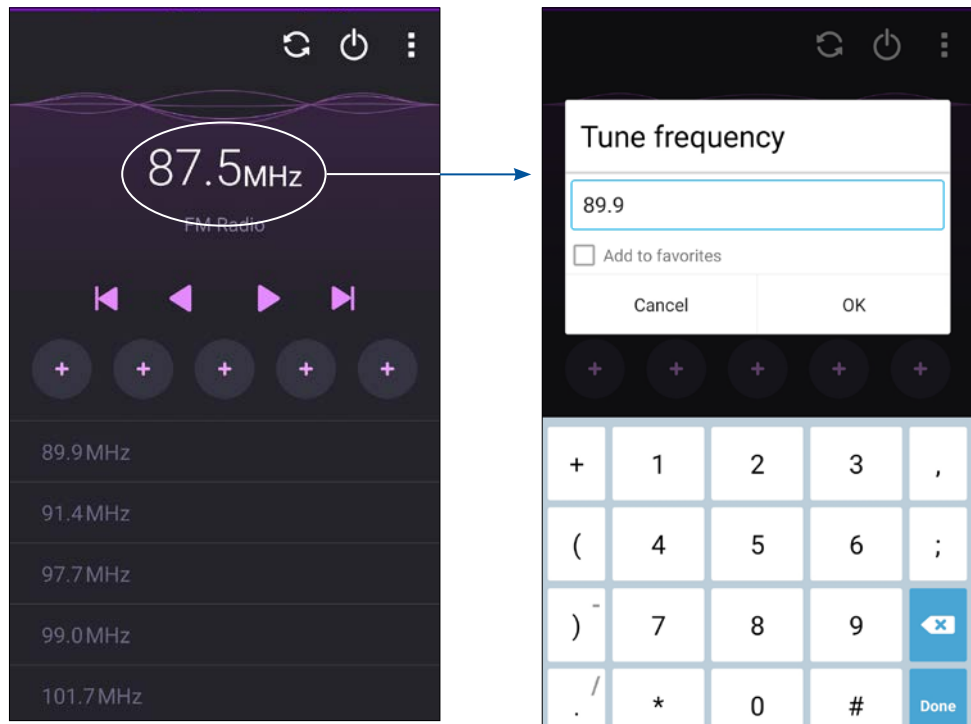 87.5MHz
FM Radio
+ + + + +
89.9MHz
91.4MHz
97.7MHz
99.0MHz
101.7MHz
Tune frequency
89.9
Add to favorites
Cancel OK
+ + + + +
+ 1 2 3 ,
( 4 5 6 ;
) - 7 8 9
. / * 0 # Done